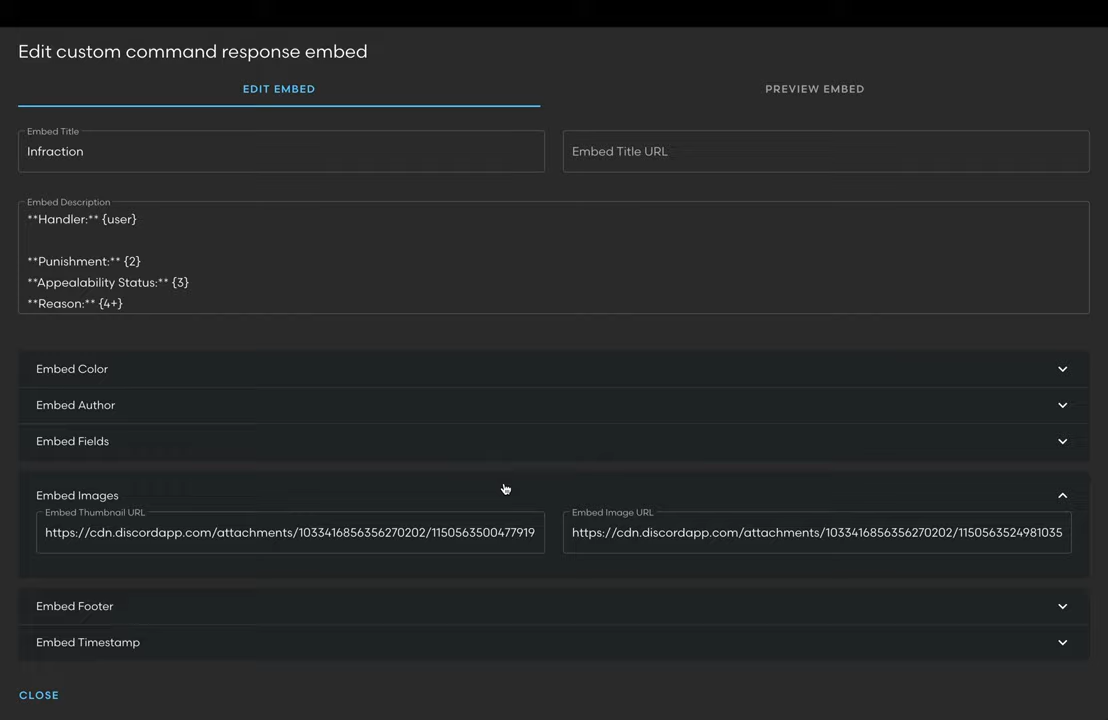 Edit custom command response embed
EDIT EMBED
PREVIEW EMBED
Embed Title
Infraction
Embed Title URL
Embed Description
**Handler:** {user}
**Punishment:** {2}
**Appealability Status:** {3}
**Reason:** {4+}
Embed Color
Embed Author
Embed Fields
Embed Images
Embed Thumbnail URL
https://cdn.discordapp.com/attachments/1033416856356270202/1150563500477919
Embed Image URL
https://cdn.discordapp.com/attachments/1033416856356270202/1150563524981035
Embed Footer
Embed Timestamp
CLOSE